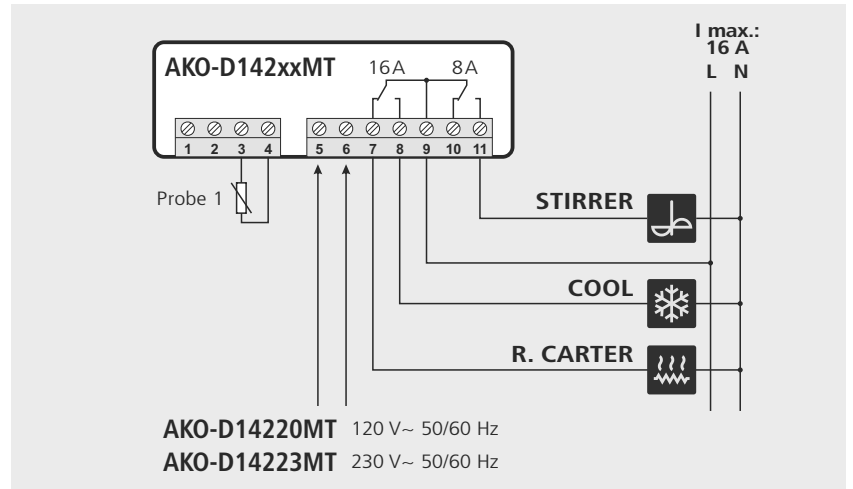 I max.:
16 A
L N
AKO-D142xxMT
16A 8A
1 2 3 4 5 6 7 8 9 10 11
Probe 1
STIRRER
COOL
R. CARTER
AKO-D14220MT 120 V~ 50/60 Hz
AKO-D14223MT 230 V~ 50/60 Hz